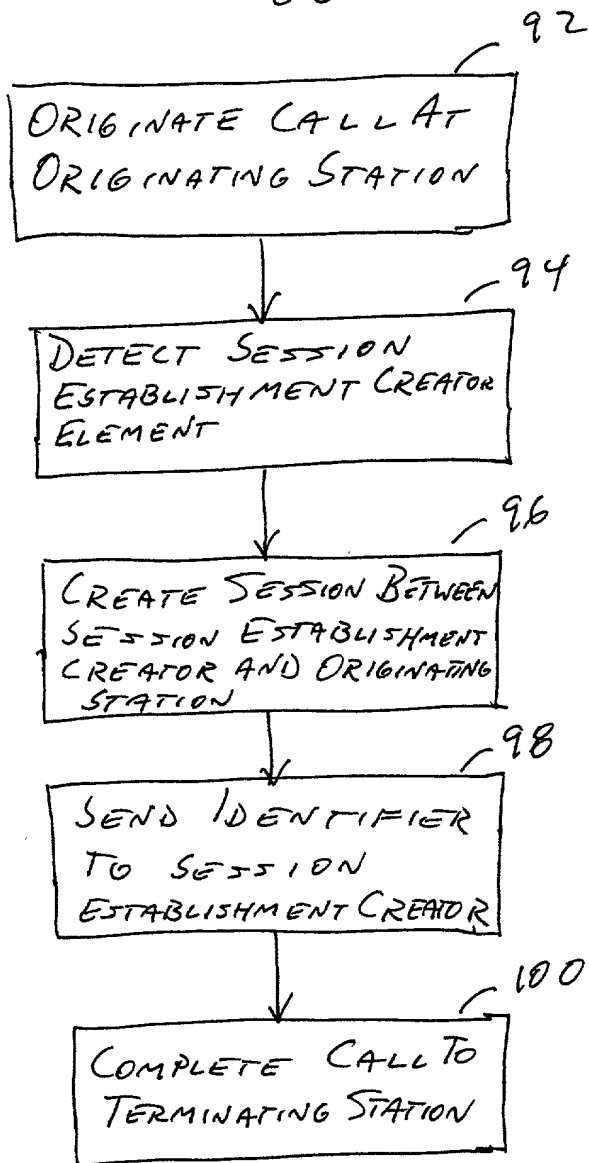 92
ORIGINATE CALL AT
ORIGINATING STATION
94
DETECT SESSION
ESTABLISHMENT CREATOR
ELEMENT
96
CREATE SESSION BETWEEN
SESSION ESTABLISHMENT
CREATOR AND ORIGINATING
STATION
98
SEND IDENTIFIER
TO SESSION
ESTABLISHMENT CREATOR
100
COMPLETE CALL TO
TERMINATING STATION